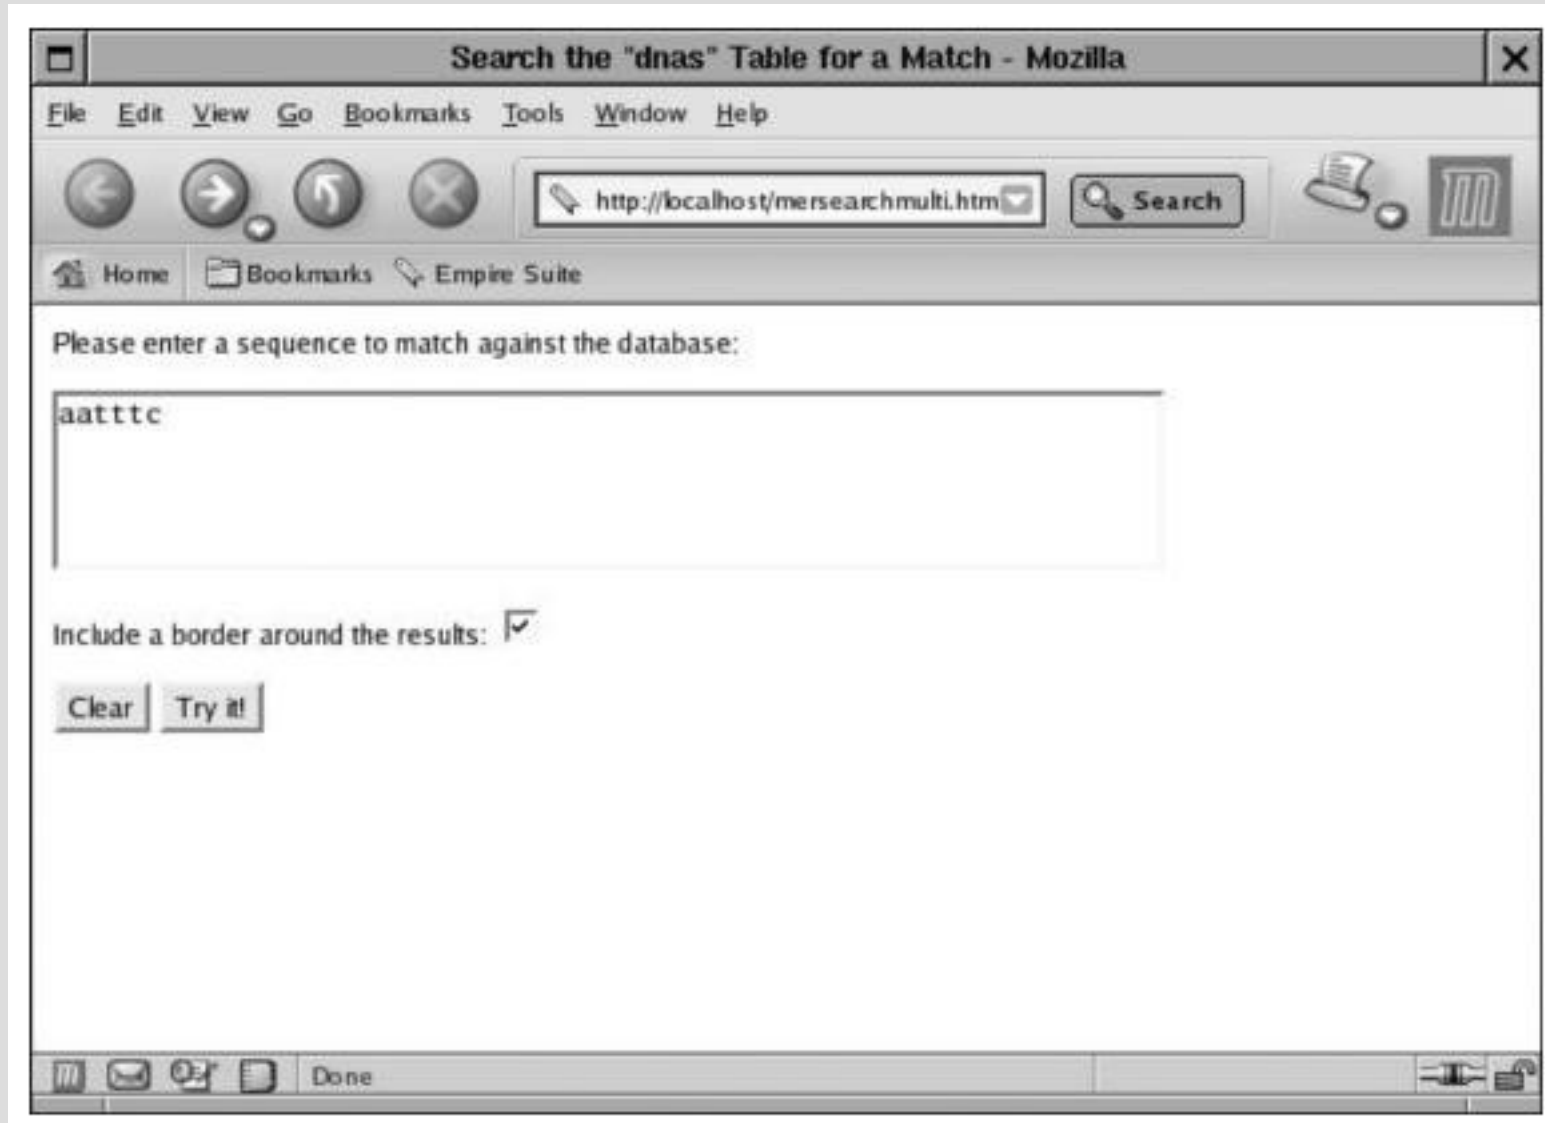 Search the "dnas" Table for a Match - Mozilla
File Edit View Go Bookmarks Tools Window Help
http://localhost/mersearchmulti.htm Search
Home Bookmarks Empire Suite
Please enter a sequence to match against the database:
aatttc
Include a border around the results:
Clear Try it!
Done